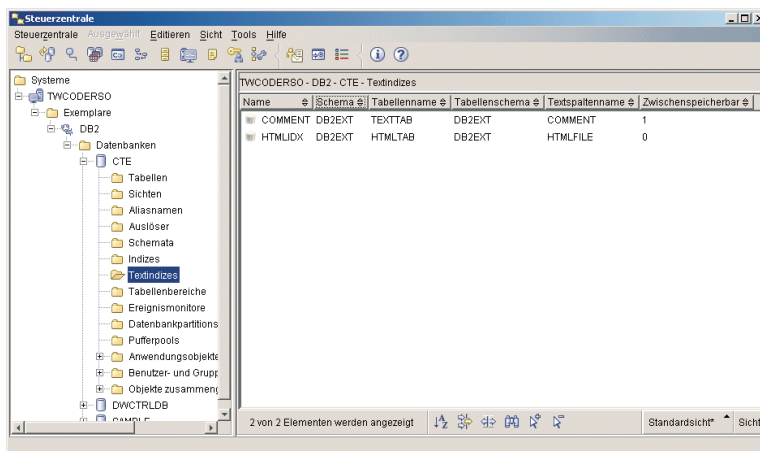 Steuerzentrale
Steuerzentrale Ausgewählt Editieren Sicht Tools Hilfe
Systeme
TWCODERSO
Exemplare
DB2
Datenbanken
CTE
Tabellen
Sichten
Aliasnamen
Auslöser
Schemata
Indizes
Textindizes
Tabellenbereiche
Ereignismonitore
Datenbankpartitions
Pufferpools
Anwendungsobjekte
Benutzer- und Grupp
Objekte zusammeng
DWCTRLDB
SAMPLE
TWCODERSO - DB2 - CTE - Textindizes
Name Schema Tabellenname Tabellenschema Textspaltenname Zwischenspeicherbar
COMMENT DB2EXT TEXTTAB DB2EXT COMMENT 1
HTMLIDX DB2EXT HTMLTAB DB2EXT HTMLFILE 0
2 von 2 Elementen werden angezeigt Standardsicht* Sicht